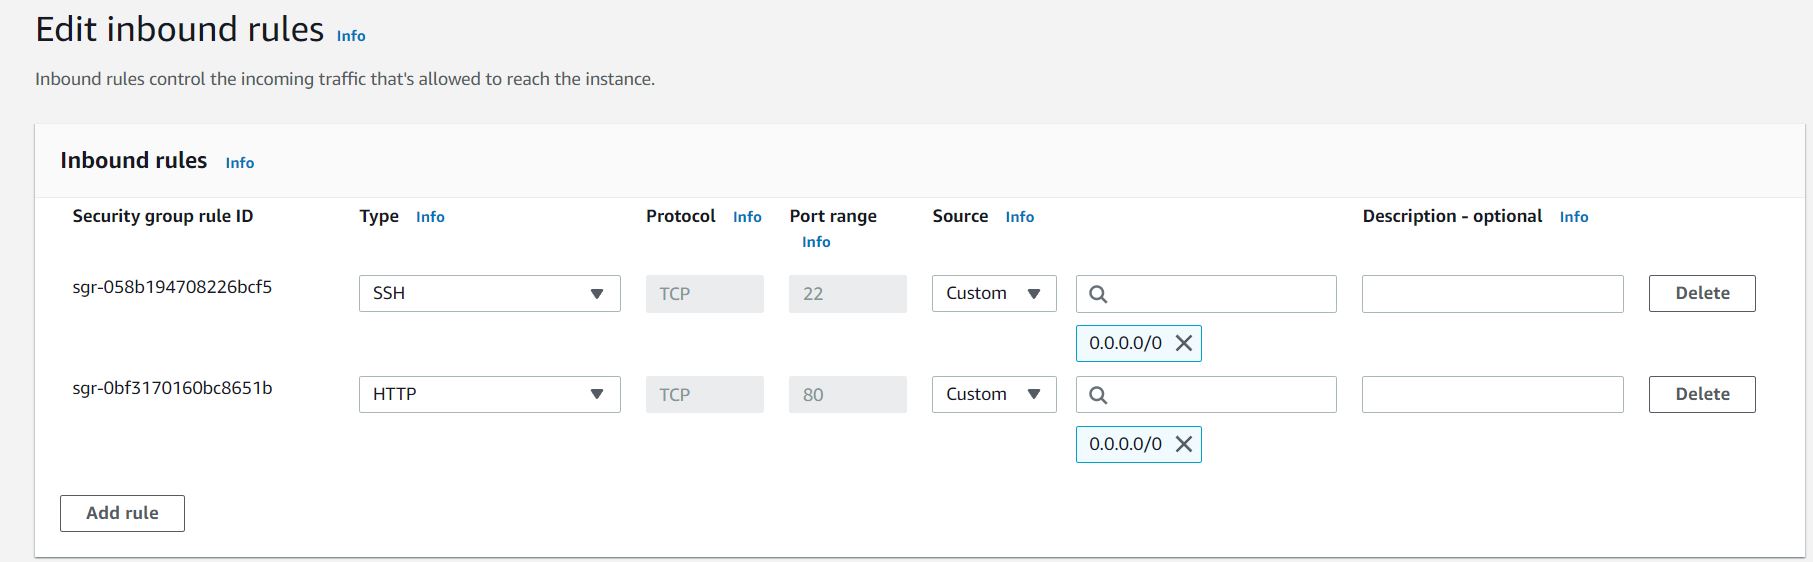 Edit inbound rules Info
Inbound rules control the incoming traffic that's allowed to reach the instance.
Inbound rules Info
Security group rule ID Type Info Protocol Info Port range Info Source Info Description - optional Info
sgr-058b194708226bcf5 SSH TCP 22 Custom Delete
0.0.0.0/0
sgr-0bf3170160bc8651b HTTP TCP 80 Custom Delete
0.0.0.0/0
Add rule